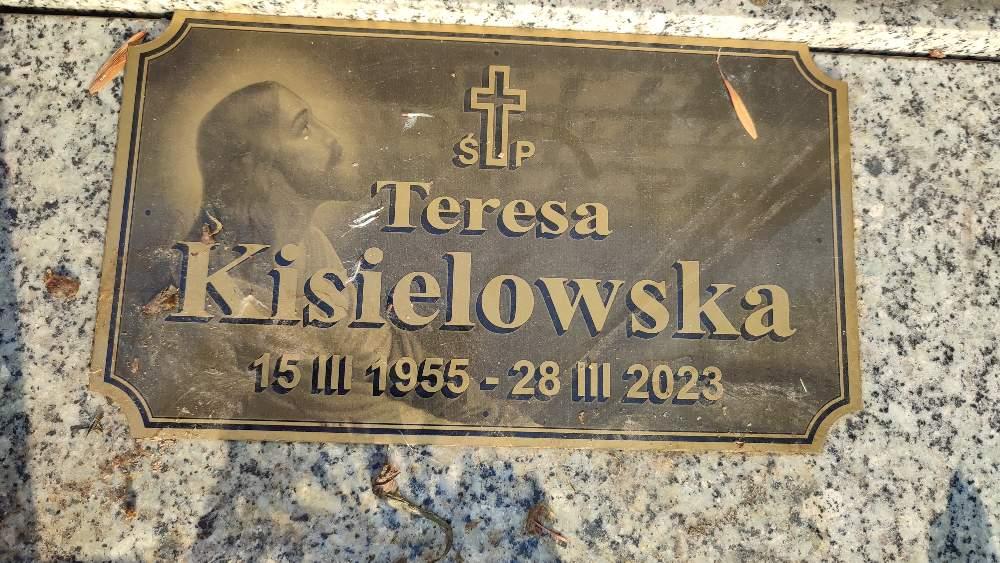 ŚP
Teresa
Kisielowska
15 III 1955 - 28 III 2023